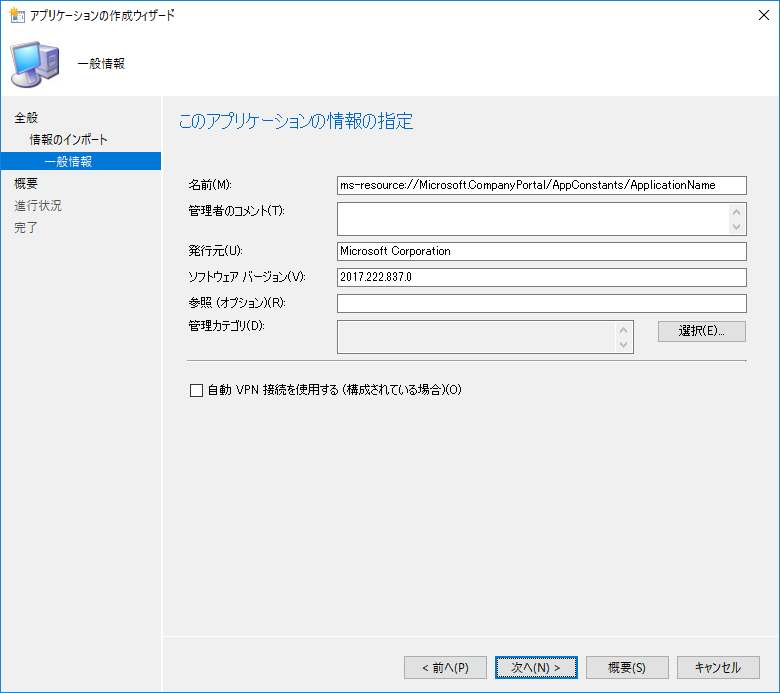 アプリケーションの作成ウィザード
一般情報
全般
情報のインポート
一般情報
概要
進行状況
完了
このアプリケーションの情報の指定
名前(M): ms-resource://Microsoft.CompanyPortal/AppConstants/ApplicationName
管理者のコメント(T):
発行元(U): Microsoft Corporation
ソフトウェア バージョン(V): 2017.222.837.0
参照 (オプション)(R):
管理カテゴリ(D): 選択(E)...
自動 VPN 接続を使用する (構成されている場合)(O)
< 前へ(P) 次へ(N) > 概要(S) キャンセル